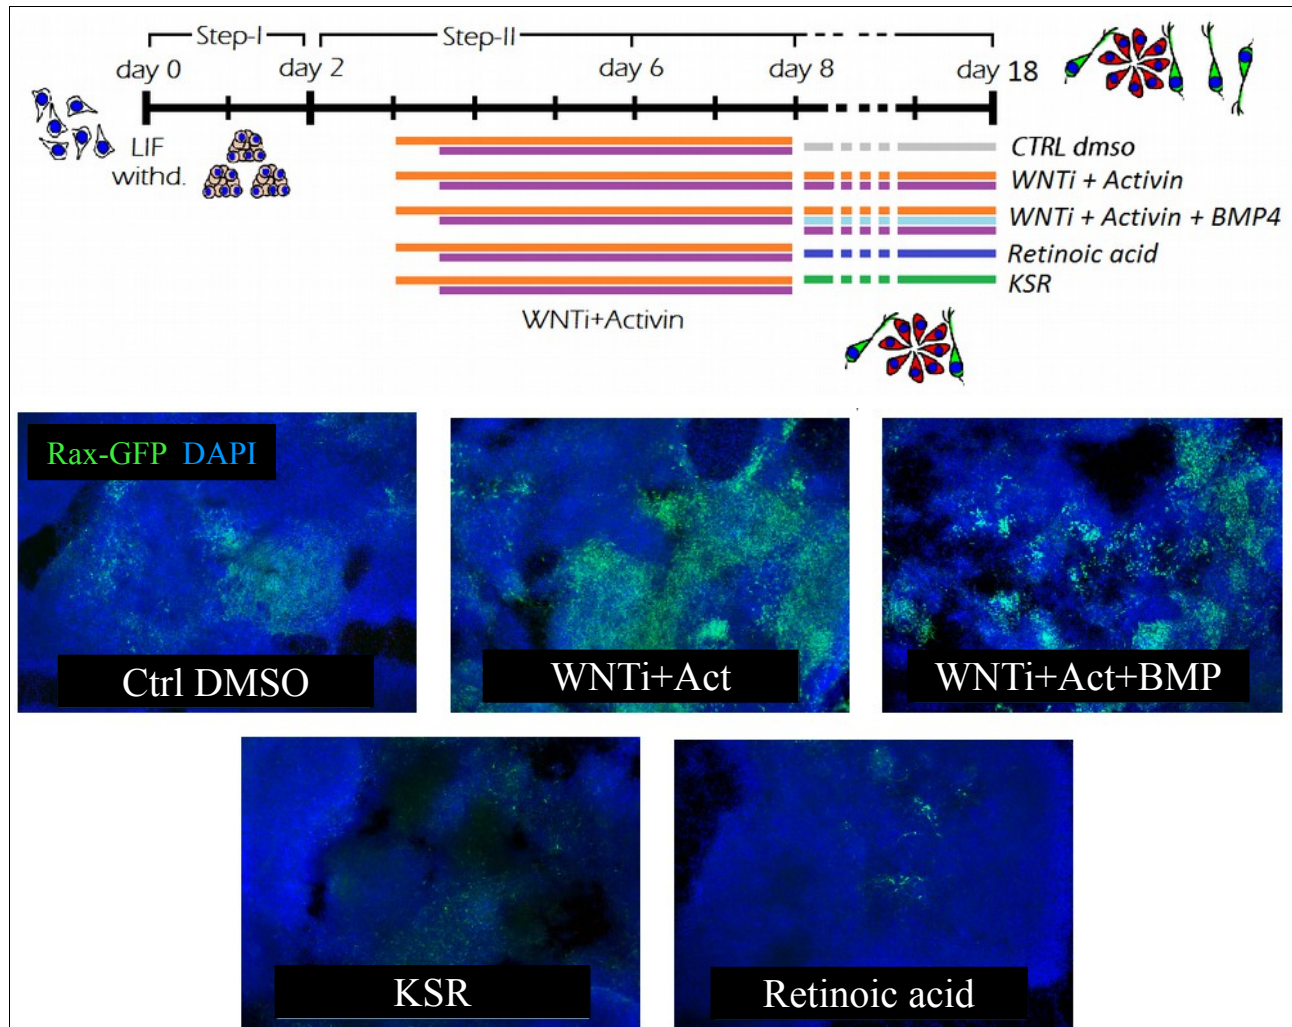 Step-I Step-II
day 0 day 2 day 6 day 8 day 18
LIF
withd.
CTRL dmso
WNTi + Activin
WNTi + Activin + BMP4
Retinoic acid
KSR
WNTi+Activin
Rax-GFP DAPI
Ctrl DMSO WNTi+Act WNTi+Act+BMP
KSR Retinoic acid